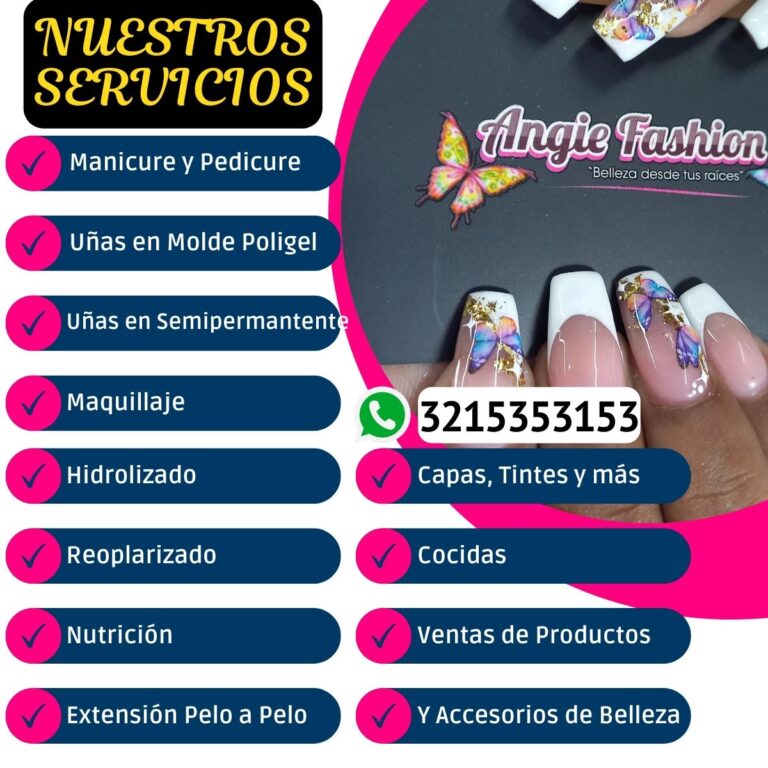 NUESTROS
SERVICIOS
Angie Fashion
"Belleza desde tus raíces"
Manicure y Pedicure
Uñas en Molde Poligel
Uñas en Semipermantente
Maquillaje
3215353153
Hidrolizado
Capas, Tintes y más
Reoplarizado
Cocidas
Nutrición
Ventas de Productos
Extensión Pelo a Pelo
Y Accesorios de Belleza